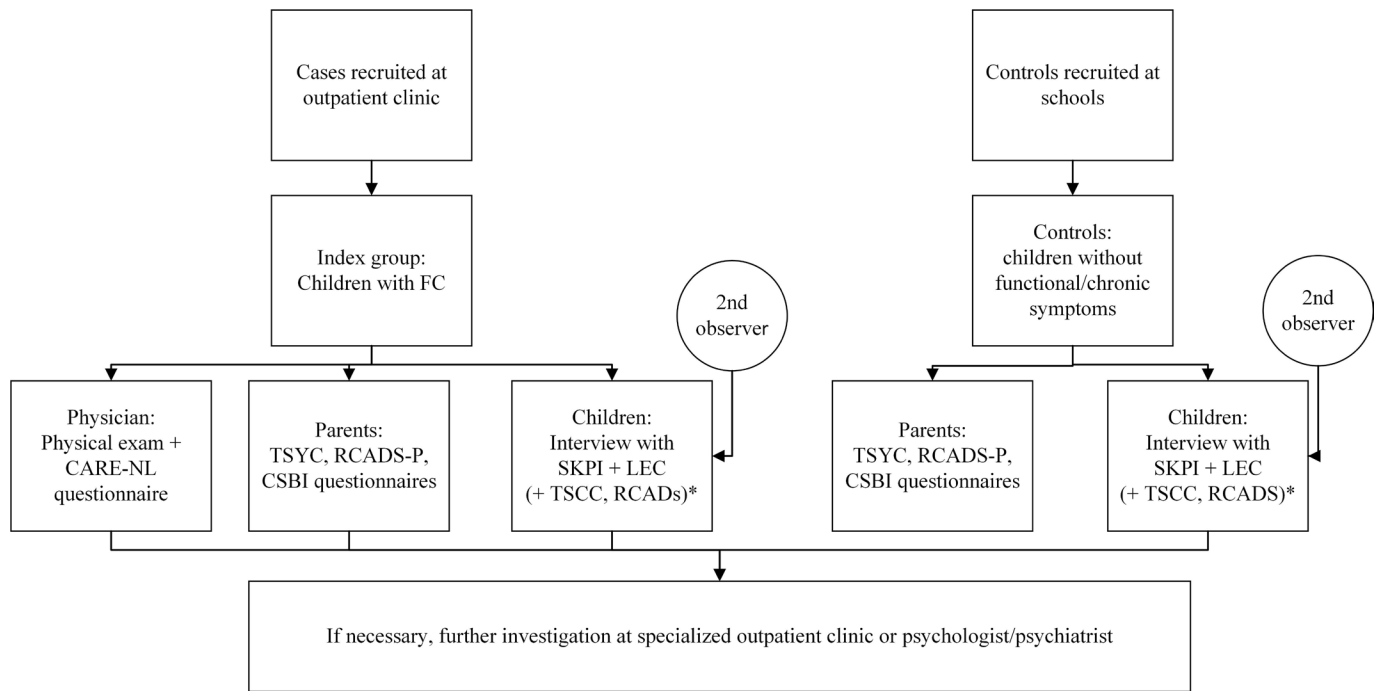 Cases recruited at
outpatient clinic
Controls recruited at
schools
Index group:
Children with FC
2nd
observer
Controls:
children without
functional/chronic
symptoms
2nd
observer
Physician:
Physical exam +
CARE-NL
questionnaire
Parents:
TSYC, RCADS-P,
CSBI questionnaires
Children:
Interview with
SKPI + LEC
(+ TSCC, RCADs)*
Parents:
TSYC, RCADS-P,
CSBI questionnaires
Children:
Interview with
SKPI + LEC
(+ TSCC, RCADS)*
If necessary, further investigation at specialized outpatient clinic or psychologist/psychiatrist